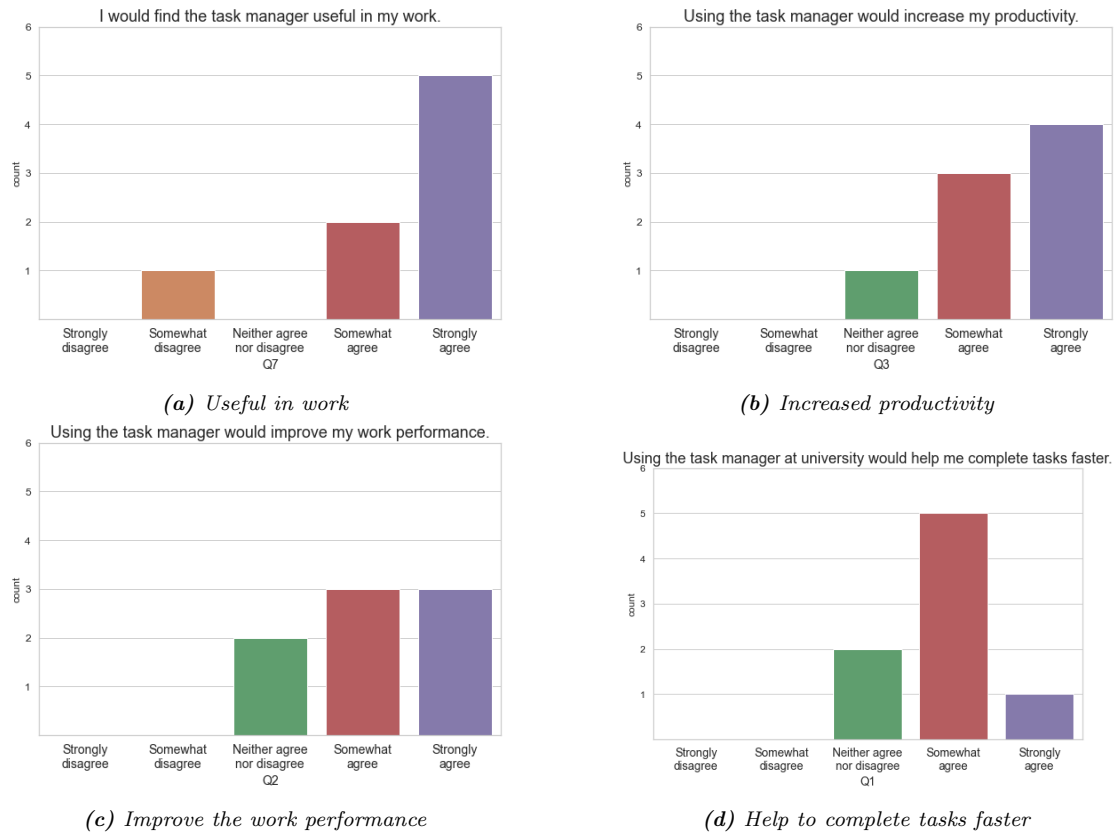 I would find the task manager useful in my work.
6
5
4
3
2
1
count
Strongly disagree
Somewhat disagree
Neither agree nor disagree
Somewhat agree
Strongly agree
Q7
(a) Useful in work
Using the task manager would increase my productivity.
6
5
4
3
2
1
count
Strongly disagree
Somewhat disagree
Neither agree nor disagree
Somewhat agree
Strongly agree
Q3
(b) Increased productivity
Using the task manager would improve my work performance.
6
5
4
3
2
1
count
Strongly disagree
Somewhat disagree
Neither agree nor disagree
Somewhat agree
Strongly agree
Q2
(c) Improve the work performance
Using the task manager at university would help me complete tasks faster.
6
5
4
3
2
1
count
Strongly disagree
Somewhat disagree
Neither agree nor disagree
Somewhat agree
Strongly agree
Q1
(d) Help to complete tasks faster